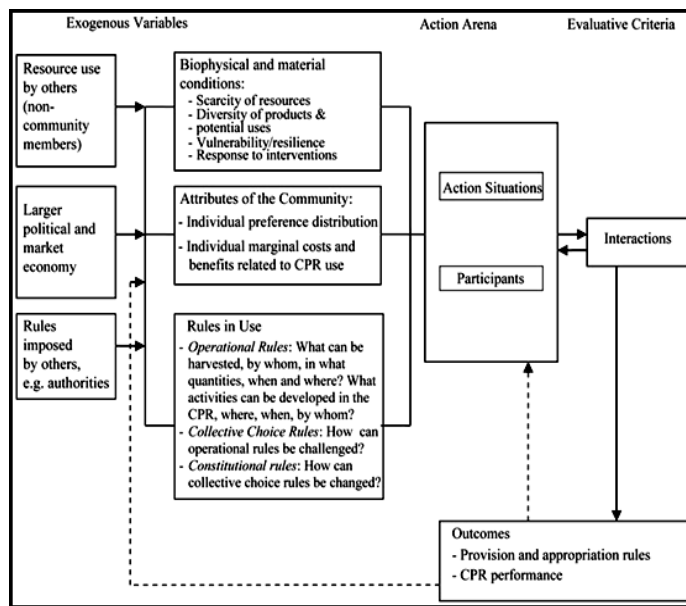 Exogenous Variables
Action Arena
Evaluative Criteria
Resource use
by others
(non-
community
members)
Larger
political and
market
economy
Rules
imposed
by others,
e.g. authorities
Biophysical and material
conditions:
- Scarcity of resources
- Diversity of products &
- potential uses
- Vulnerability/resilience
- Response to interventions
Attributes of the Community:
- Individual preference distribution
- Individual marginal costs and
benefits related to CPR use
Rules in Use
- Operational Rules: What can be
harvested, by whom, in what
quantities, when and where? What
activities can be developed in the
CPR, where, when, by whom?
- Collective Choice Rules: How can
operational rules be challenged?
- Constitutional rules: How can
collective choice rules be changed?
Action Situations
Participants
Interactions
Outcomes
- Provision and appropriation rules
- CPR performance